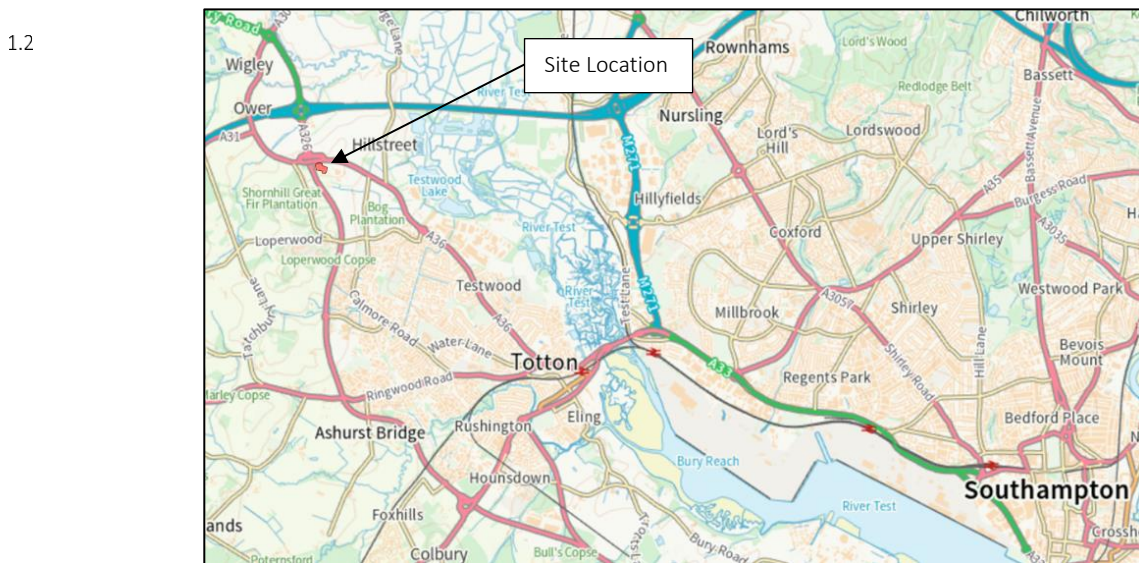 1.2
Chilworth
Rownhams
Lord's Wood
Site Location
Wigley
Bassett
Redlodge Belt
River Test
Ower
Nursling
Lord's
Hill
Lordswood
Bassett Avenue
A31
A326
Hillstreet
M271
Testwood
Lake
Shornhill Great
Fir Plantation
Bog
Plantation
Hillyfields
A35
Burgess Road
River Test
A3035
Loperwood
A36
Coxford
Upper Shirley
Loperwood Copse
Tatchbury Lane
Test Lane
M271
Testwood
River
Test
A3057
Westwood Park
Calmore Road
Millbrook
Shirley
Hill Lane
A36
Water Lane
Bevois
Mount
Totton
A33
Shirley Road
Ringwood Road
Regents Park
Marley Copse
Bedford Place
Eling
Ashurst Bridge
Rushington
Bury Reach
Hounsdown
Southampton
River Test
Foxhills
Colbury
Bull's Copse
Bury Road